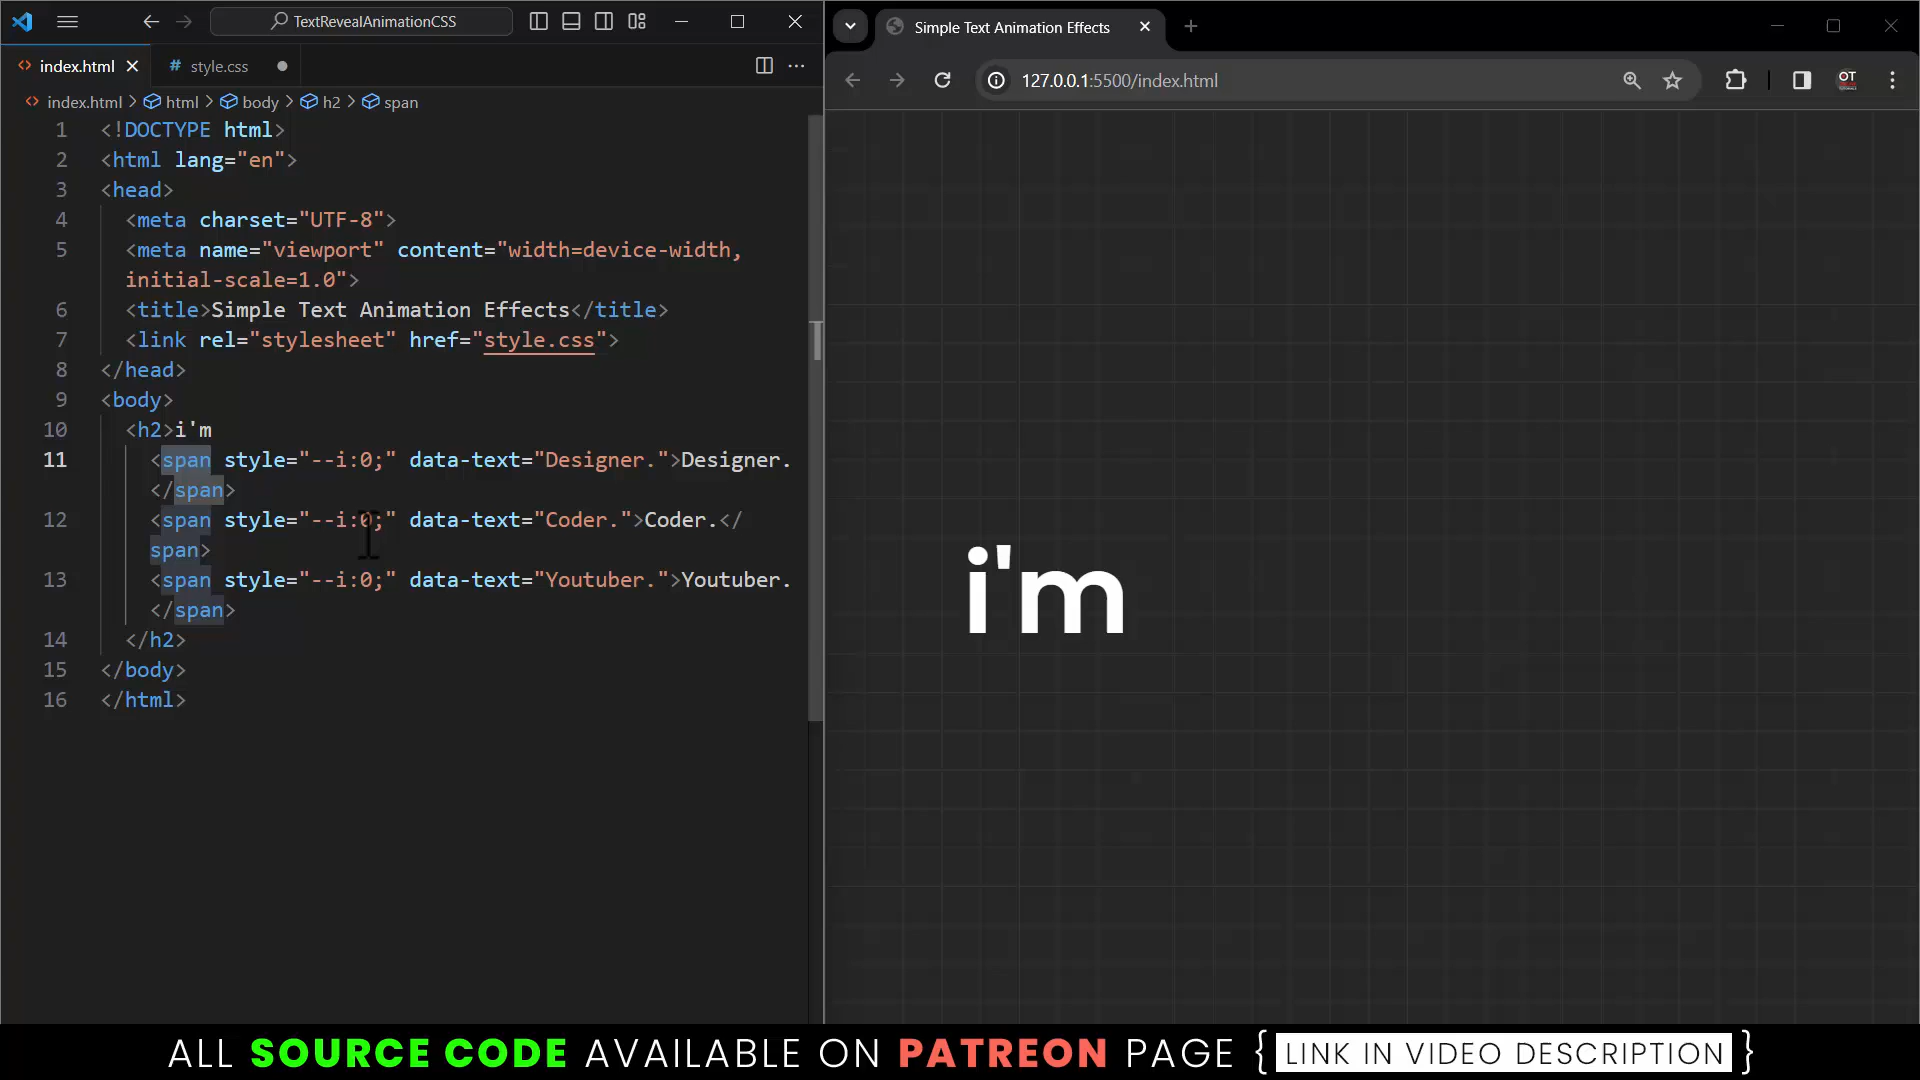 TextRevealAnimationCSS
index.html
# style.css
index.html > html > body > h2 > span
1 <!DOCTYPE html>
2 <html lang="en">
3 <head>
4 <meta charset="UTF-8">
5 <meta name="viewport" content="width=device-width,
initial-scale=1.0">
6 <title>Simple Text Animation Effects</title>
7 <link rel="stylesheet" href="style.css">
8 </head>
9 <body>
10 <h2>i'm
11 <span style="--i:0;" data-text="Designer.">Designer.
</span>
12 <span style="--i:0;" data-text="Coder.">Coder.</
span>
13 <span style="--i:0;" data-text="Youtuber.">Youtuber.
</span>
14 </h2>
15 </body>
16 </html>
Simple Text Animation Effects
127.0.0.1:5500/index.html
OT
i'm
ALL SOURCE CODE AVAILABLE ON PATREON PAGE { LINK IN VIDEO DESCRIPTION }